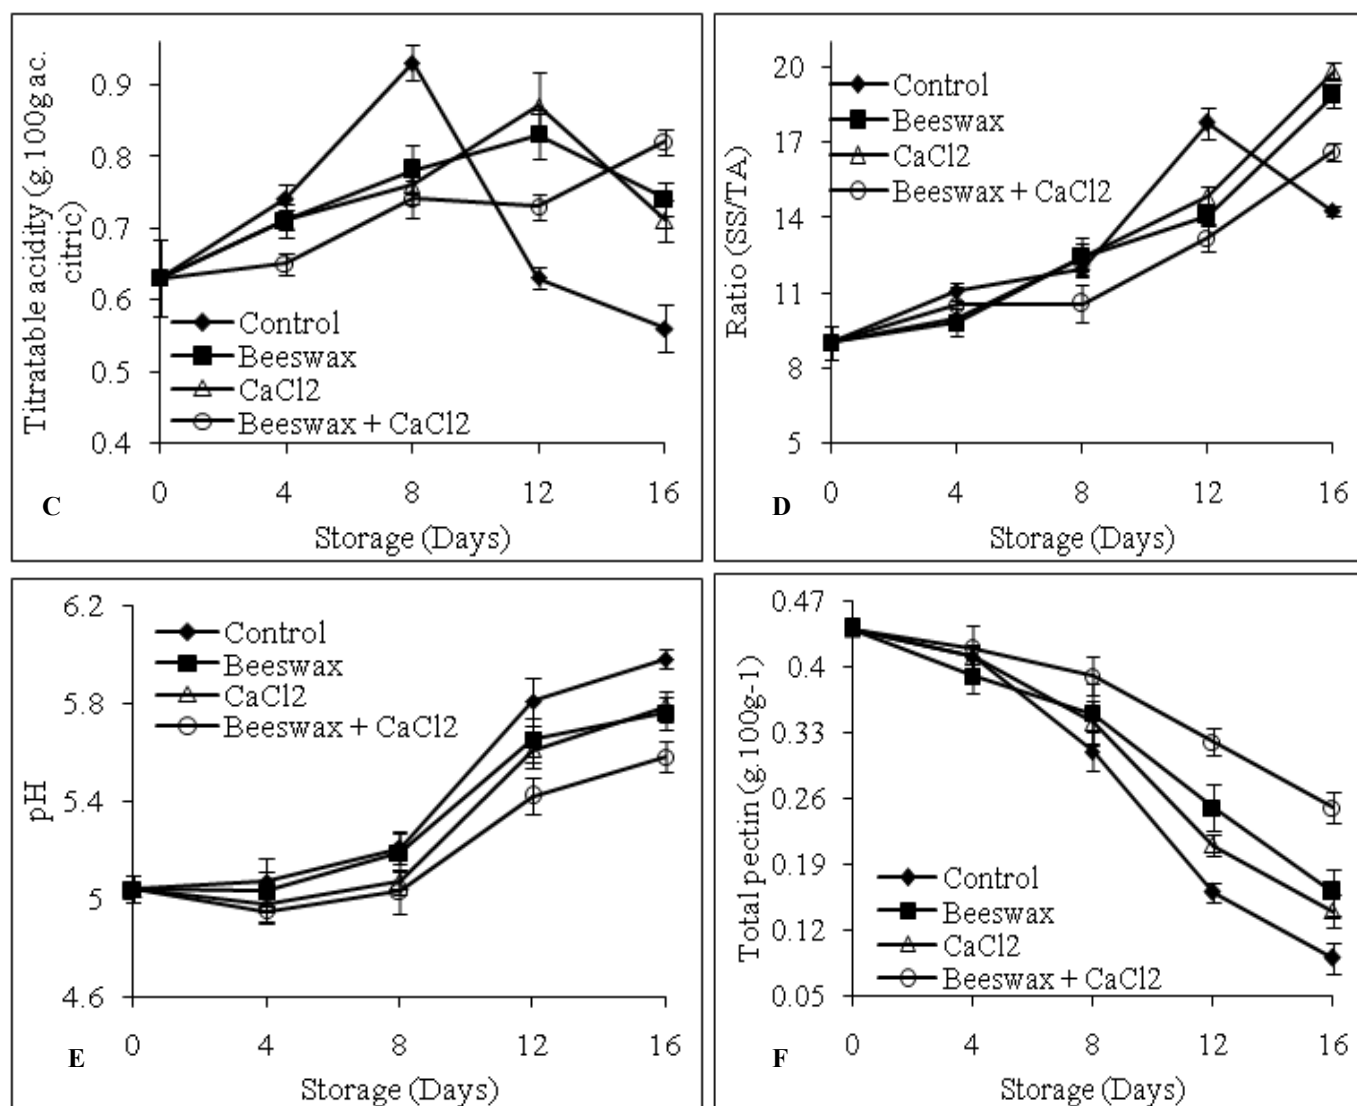 Titratable acidity (g.100g ac.
citric)
0.9
0.8
0.7
0.6
0.5
0.4
Control
Beeswax
CaCl2
Beeswax + CaCl2
0 4 8 12 16
C
Storage (Days)
Ratio (SS/TA)
20
17
14
11
8
5
Control
Beeswax
CaCl2
Beeswax + CaCl2
0 4 8 12 16
D
Storage (Days)
pH
6.2
5.8
5.4
5
4.6
Control
Beeswax
CaCl2
Beeswax + CaCl2
E
0 4 8 12 16
Storage (Days)
Total pectin (g.100g-1)
0.47
0.4
0.33
0.26
0.19
0.12
0.05
Control
Beeswax
CaCl2
Beeswax + CaCl2
F
0 4 8 12 16
Storage (Days)